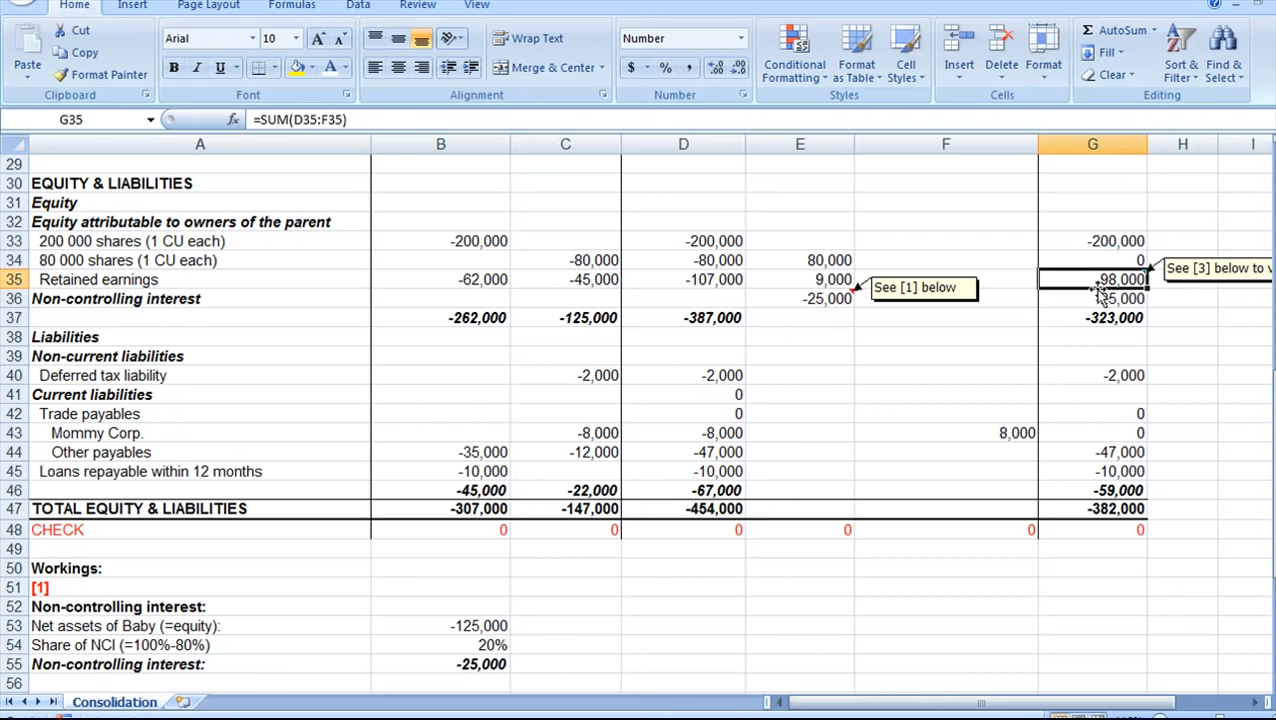 Home Insert Page Layout Formulas Data Review View
Cut
Copy
Format Painter
Paste
Clipboard
Arial 10 A A
B I U A
Font
Wrap Text
Merge & Center
Alignment
Number
$ % ,
Number
Conditional Formatting
Format as Table
Cell Styles
Styles
Insert Delete Format
Cells
Σ AutoSum
Fill
Clear
Sort & Filter
Find & Select
Editing
G35 fx =SUM(D35:F35)
A B C D E F G H I
29
30 EQUITY & LIABILITIES
31 Equity
32 Equity attributable to owners of the parent
33 200 000 shares (1 CU each) -200,000 -200,000 -200,000
34 80 000 shares (1 CU each) -80,000 -80,000 80,000 0
35 Retained earnings -62,000 -45,000 -107,000 9,000 -98,000
See [1] below
See [3] below to
36 Non-controlling interest -25,000
37 -262,000 -125,000 -387,000 -323,000
38 Liabilities
39 Non-current liabilities
40 Deferred tax liability -2,000 -2,000 -2,000
41 Current liabilities 0
42 Trade payables 0 0
43 Mommy Corp. -8,000 -8,000 8,000 0
44 Other payables -35,000 -12,000 -47,000 -47,000
45 Loans repayable within 12 months -10,000 -10,000 -10,000
46 -45,000 -22,000 -67,000 -59,000
47 TOTAL EQUITY & LIABILITIES -307,000 -147,000 -454,000 -382,000
48 CHECK 0 0 0 0 0 0
49
50 Workings:
51 [1]
52 Non-controlling interest:
53 Net assets of Baby (=equity): -125,000
54 Share of NCI (=100%-80%) 20%
55 Non-controlling interest: -25,000
56
Consolidation